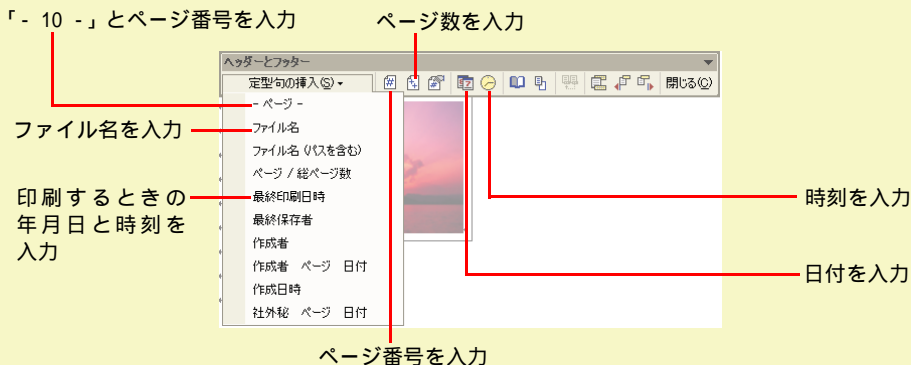 「- 10 -」とページ番号を入力
ページ数を入力
ヘッダーとフッター
定型句の挿入(S)
閉じる(C)
- ページ -
ファイル名
ファイル名 (パスを含む)
ページ / 総ページ数
最終印刷日時
最終保存者
作成者
作成者 ページ 日付
作成日時
社外秘 ページ 日付
ファイル名を入力
印刷するときの
年月日と時刻を
入力
時刻を入力
日付を入力
ページ番号を入力